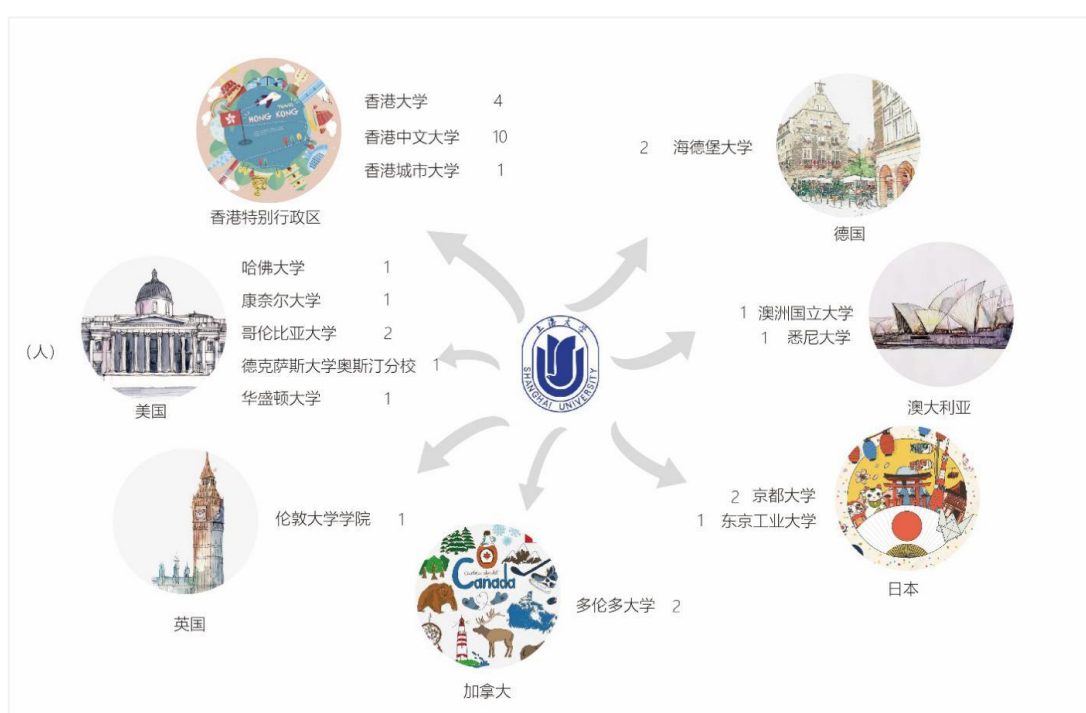 HONG KONG
香港大学 4
香港中文大学 10
香港城市大学 1
香港特别行政区
2 海德堡大学
德国
哈佛大学 1
康奈尔大学 1
哥伦比亚大学 2
德克萨斯大学奥斯汀分校 1
华盛顿大学 1
(人)
美国
上海大学
SHANGHAI UNIVERSITY
1 澳洲国立大学
1 悉尼大学
澳大利亚
伦敦大学学院 1
英国
Canada
多伦多大学 2
加拿大
2 京都大学
1 东京工业大学
日本